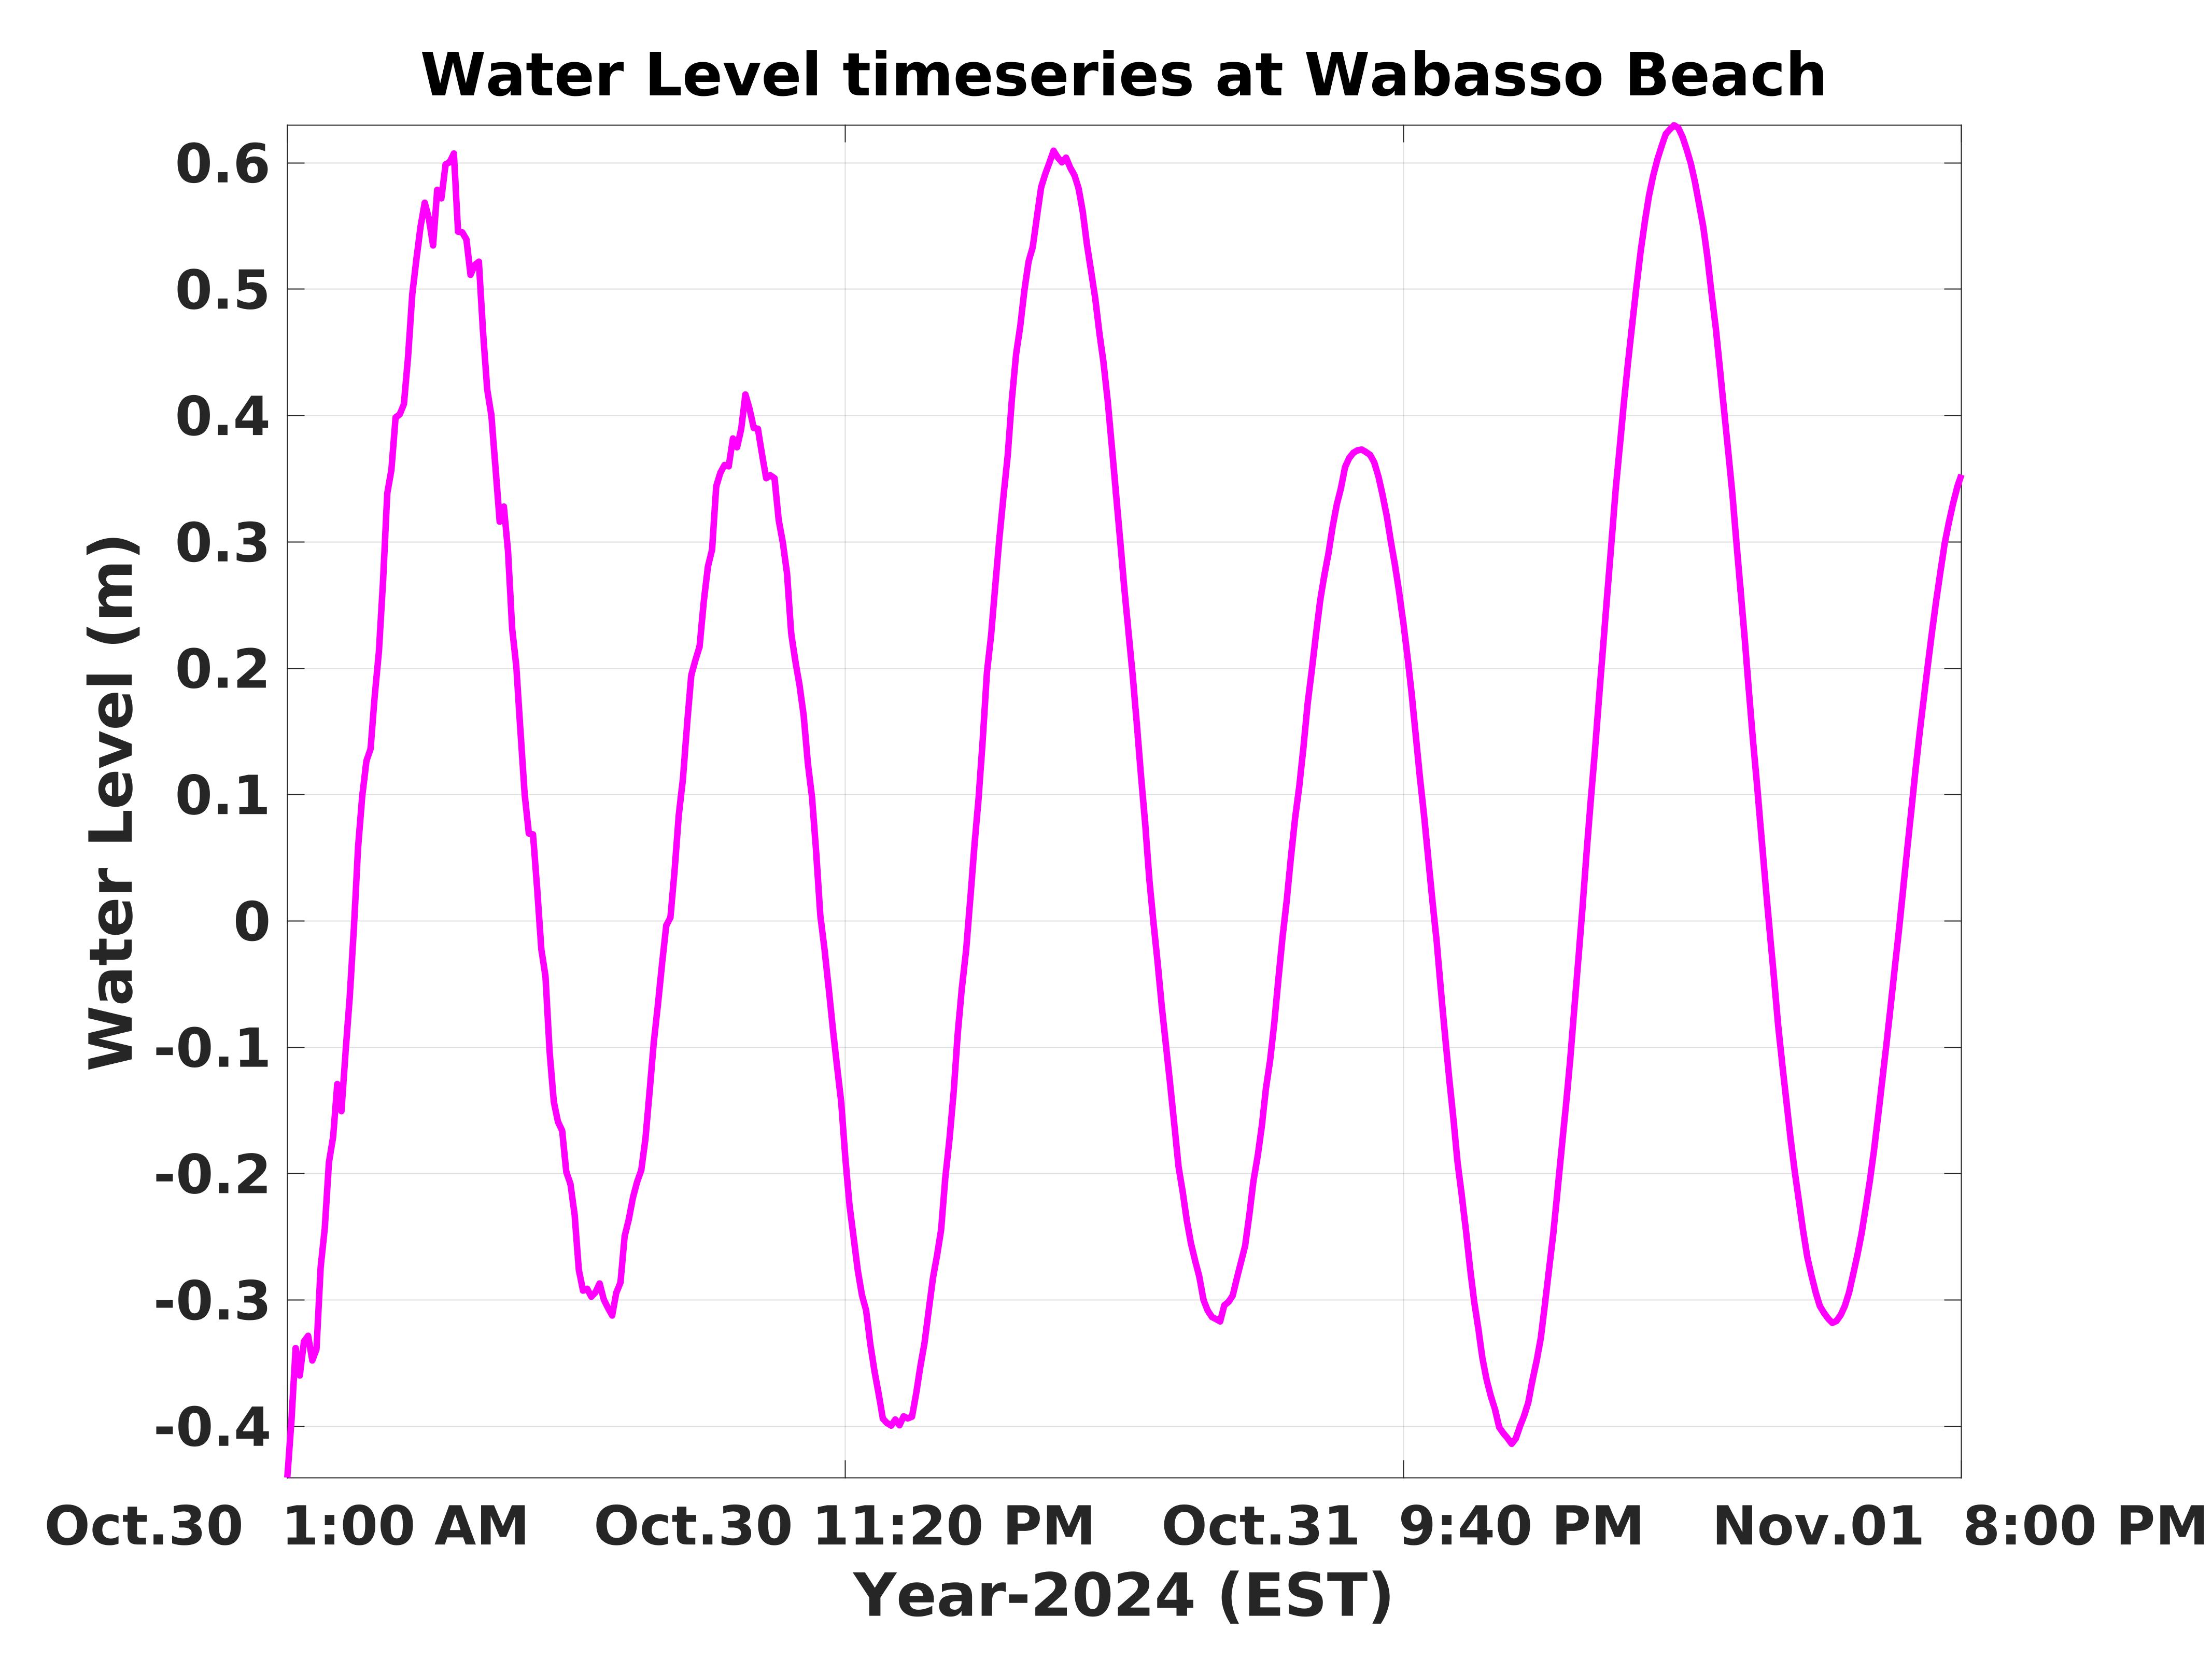 Water Level timeseries at Wabasso Beach
0.6
0.5
0.4
0.3
0.2
0.1
0
-0.1
-0.2
-0.3
-0.4
Water Level (m)
Oct.30 1:00 AM Oct.30 11:20 PM Oct.31 9:40 PM Nov.01 8:00 PM
Year-2024 (EST)